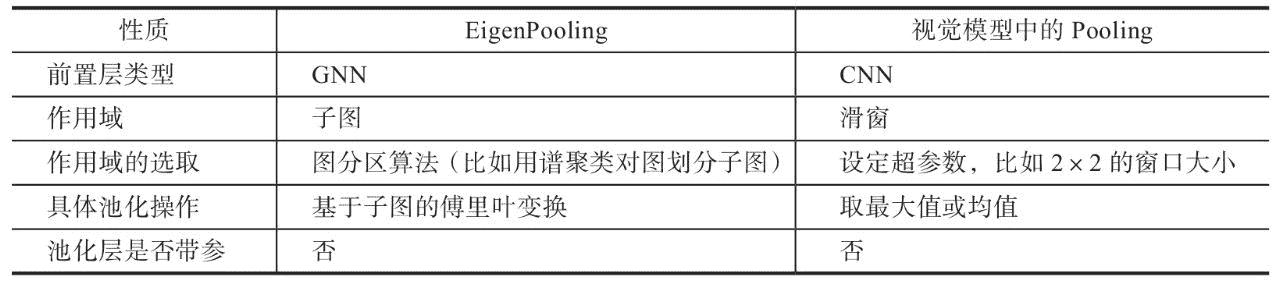 性质 EigenPooling 视觉模型中的 Pooling
前置层类型 GNN CNN
作用域 子图 滑窗
作用域的选取 图分区算法（比如用谱聚类对图划分子图） 设定超参数，比如 2×2 的窗口大小
具体池化操作 基于子图的傅里叶变换 取最大值或均值
池化层是否带参 否 否